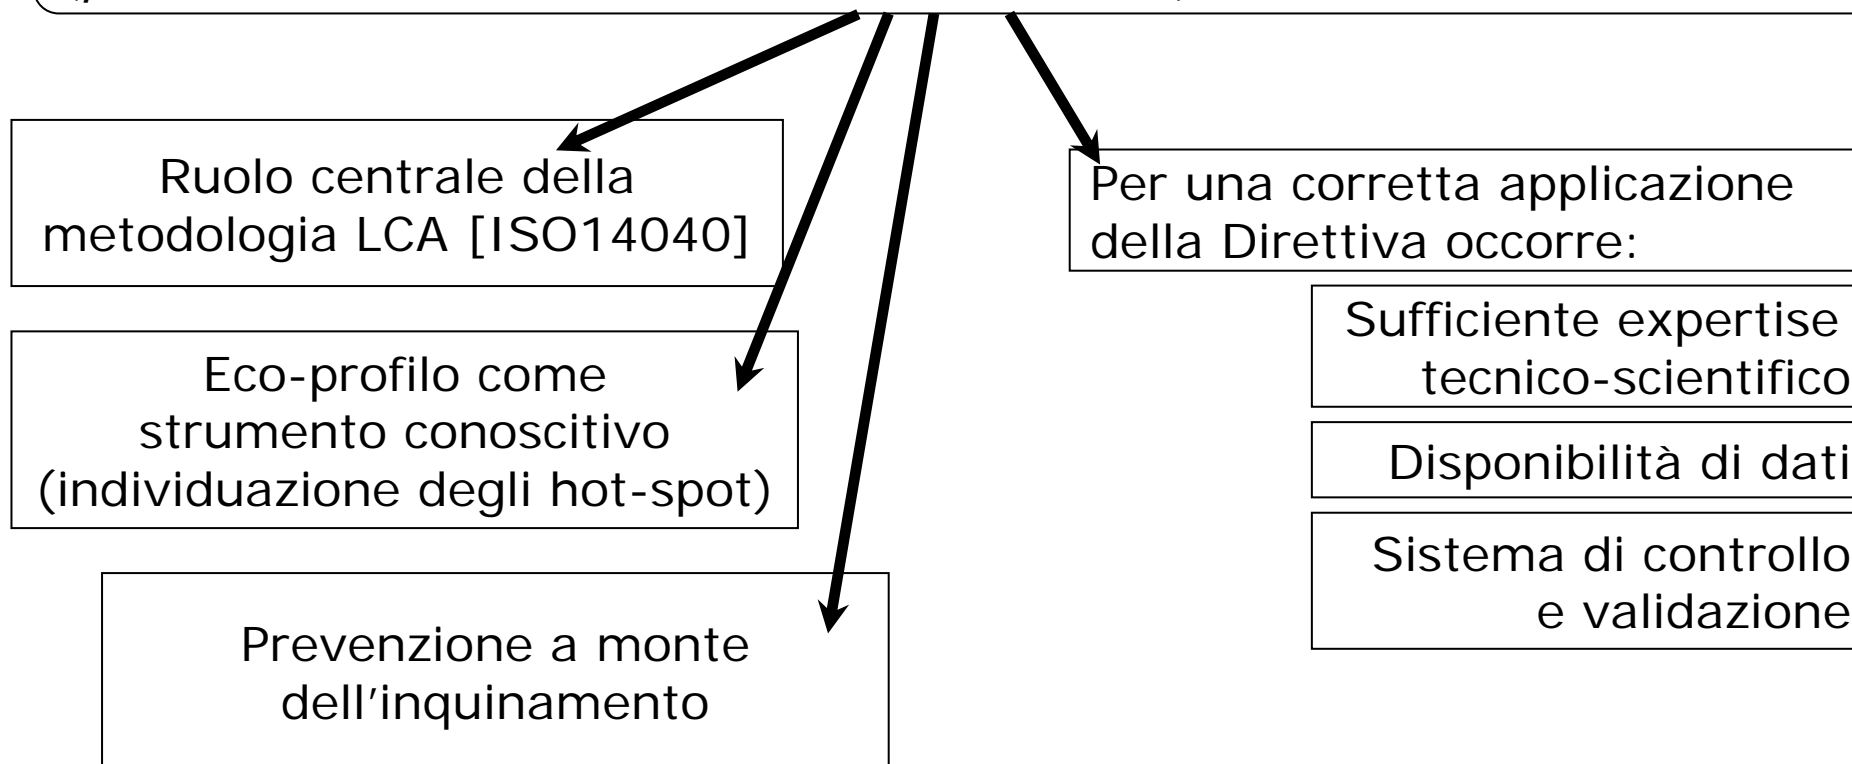 Ruolo centrale della
metodologia LCA [ISO14040]
Eco-profilo come
strumento conoscitivo
(individuazione degli hot-spot)
Prevenzione a monte
dell'inquinamento
Per una corretta applicazione
della Direttiva occorre:
Sufficiente expertise
tecnico-scientifico
Disponibilità di dati
Sistema di controllo
e validazione